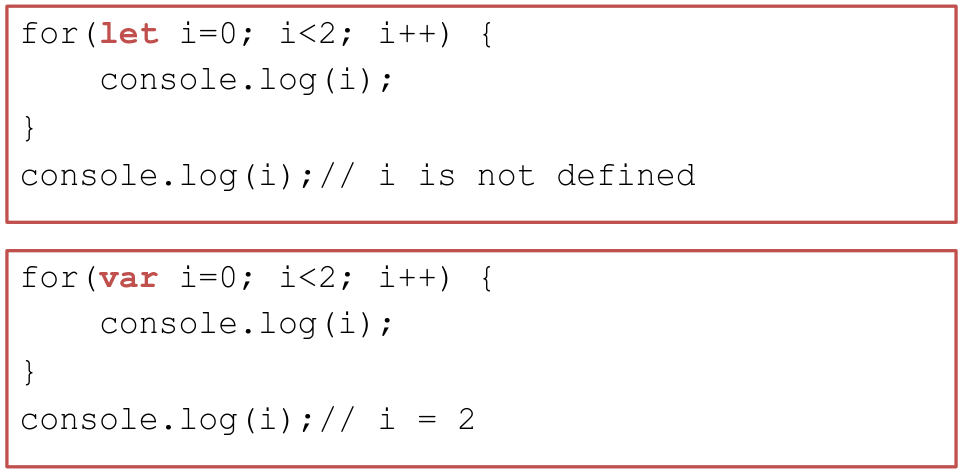 for(let i=0; i<2; i++) {
    console.log(i);
}
console.log(i);// i is not defined
for(var i=0; i<2; i++) {
    console.log(i);
}
console.log(i);// i = 2